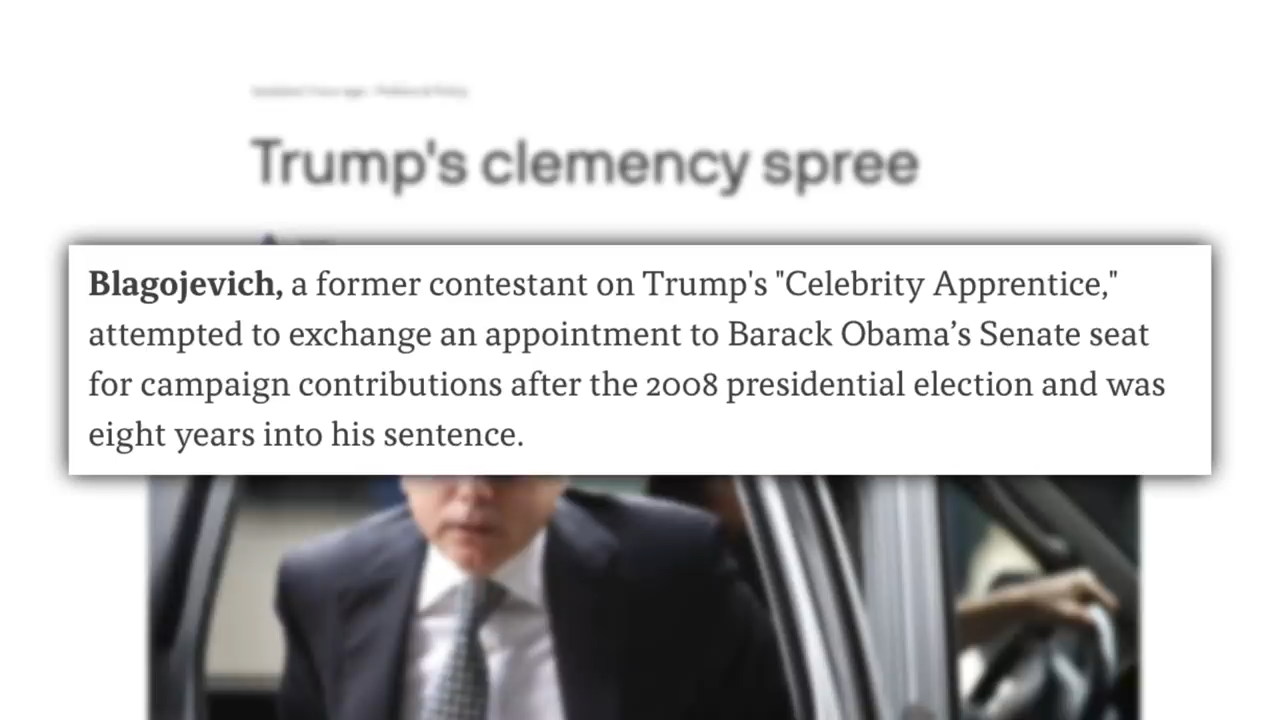 Trump's clemency spree
Blagojevich, a former contestant on Trump's "Celebrity Apprentice,"
attempted to exchange an appointment to Barack Obama’s Senate seat
for campaign contributions after the 2008 presidential election and was
eight years into his sentence.